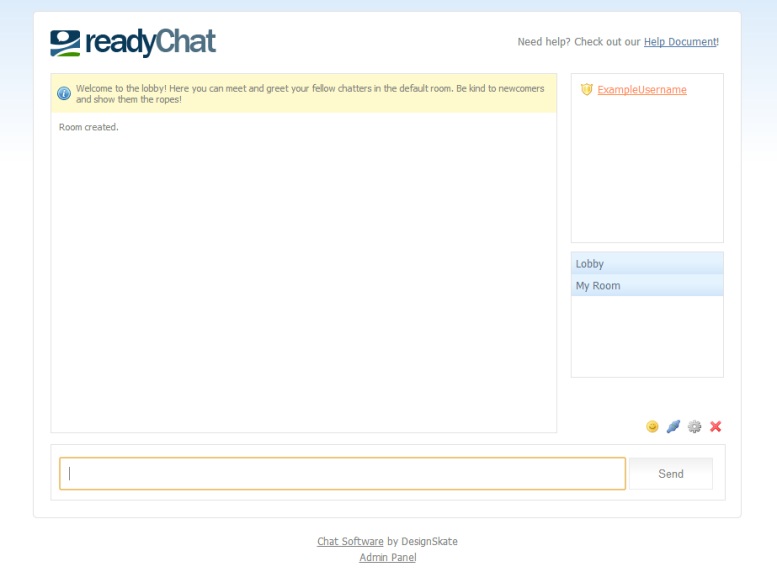 readyChat
Need help? Check out our Help Document!
Welcome to the lobby! Here you can meet and greet your fellow chatters in the default room. Be kind to newcomers
and show them the ropes!
Room created.
ExampleUsername
Lobby
My Room
Send
Chat Software by DesignSkate
Admin Panel